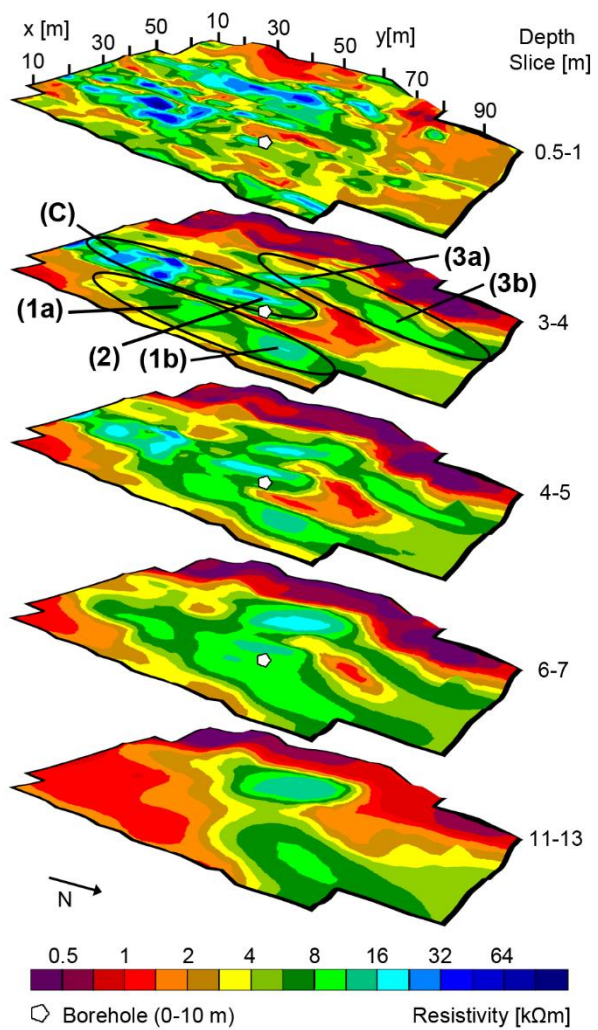 x [m]
y[m]
Depth
Slice [m]
10 30 50 10 30 50 70 90
0.5-1
(C)
(3a)
(3b)
(1a)
3-4
(2)
(1b)
4-5
6-7
11-13
N
0.5 1 2 4 8 16 32 64
Borehole (0-10 m) Resistivity [kΩm]